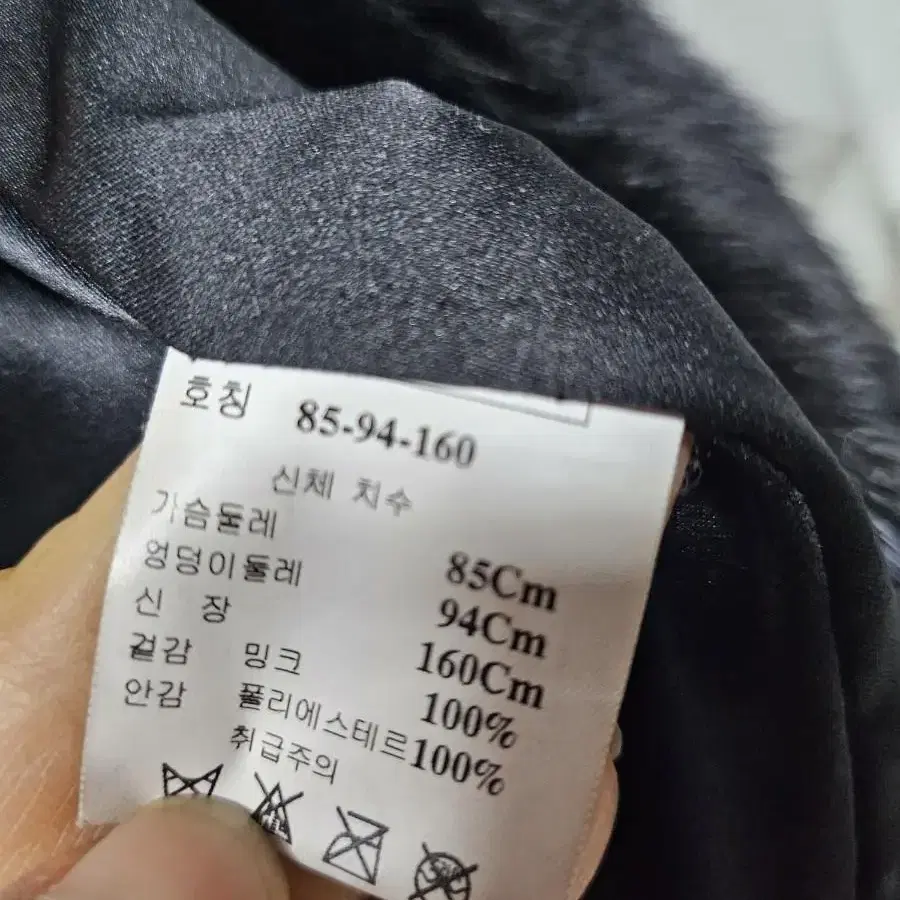 호칭 85-94-160
신체 치수
가슴둘레 85Cm
엉덩이둘레 94Cm
신 장 160Cm
겉감 밍크 100%
안감 폴리에스테르 100%
취급주의